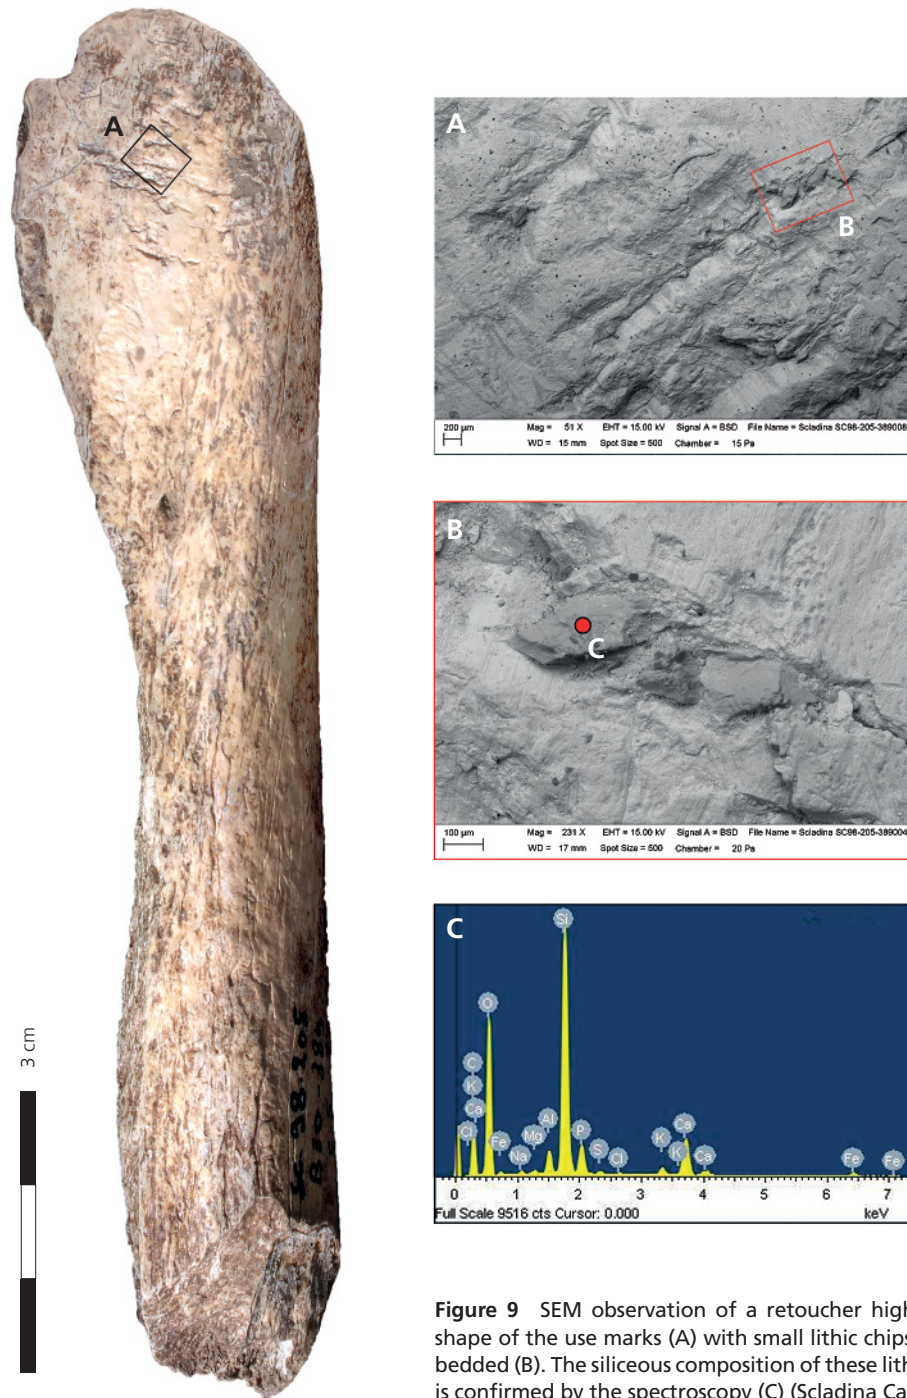 A
3 cm
Sc 98-205
A
B
200 µm Mag = 51 X EHT = 15.00 kV Signal A = BSD File Name = Scladina SC98-205-389008
WD = 15 mm Spot Size = 500 Chamber = 15 Pa
B
C
100 µm Mag = 231 X EHT = 15.00 kV Signal A = BSD File Name = Scladina SC98-205-389004
WD = 17 mm Spot Size = 500 Chamber = 20 Pa
C
Si
O
C
K
Ca
Cl
Fe
Na
Mg
Al
P
S
Cl
K
K
Ca
Ca
Fe
Fe
0 1 2 3 4 5 6 7
Full Scale 9516 cts Cursor: 0.000 keV
Figure 9 SEM observation of a retoucher high
shape of the use marks (A) with small lithic chips
bedded (B). The siliceous composition of these lith
is confirmed by the spectroscopy (C) (Scladina Ca